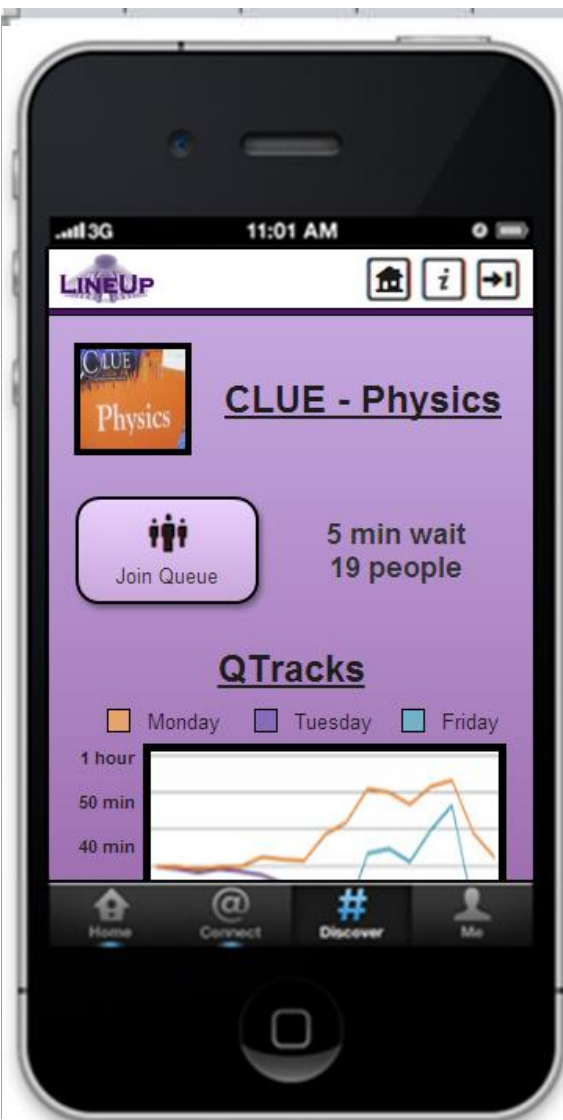 3G 11:01 AM
LINEUP i
CLUE
Physics
CLUE - Physics
Join Queue
5 min wait
19 people
QTracks
Monday Tuesday Friday
1 hour
50 min
40 min
@ #
Home Connect Discover Me